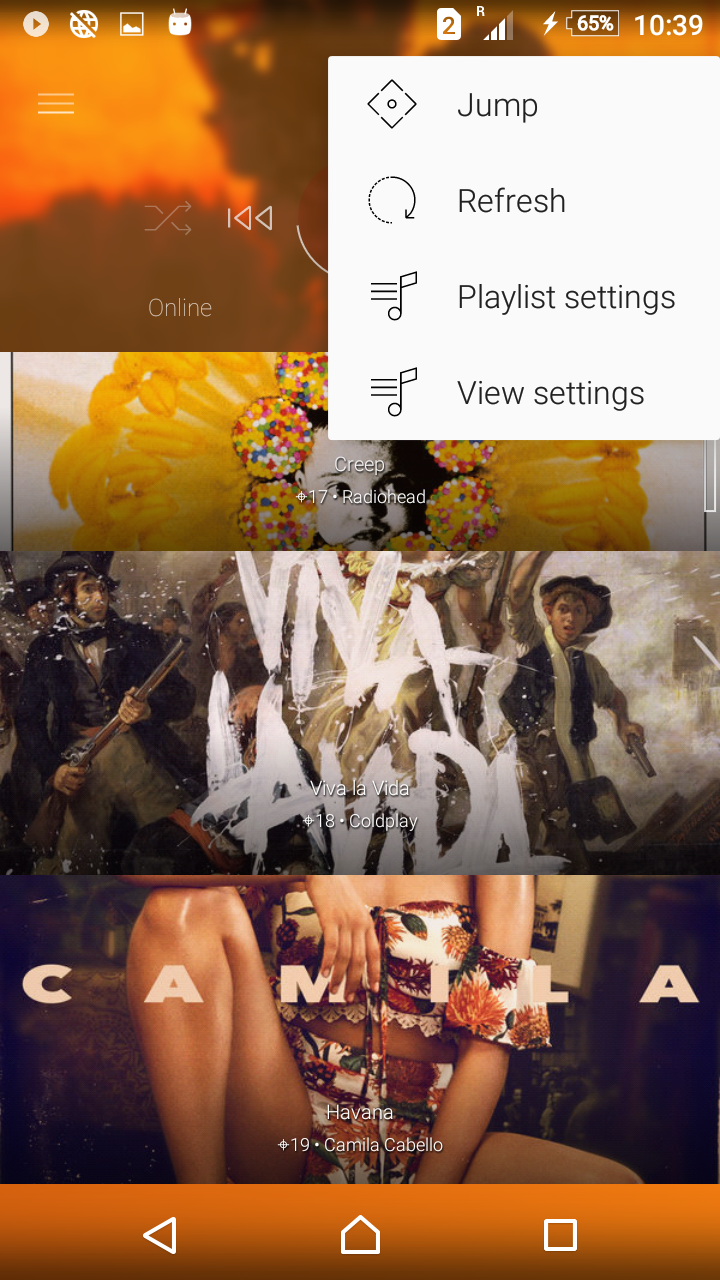 2
R
65%
10:39
Jump
Refresh
Playlist settings
View settings
Online
Creep
17 • Radiohead
VIVA
LA VIDA
Viva la Vida
18 • Coldplay
CAMILA
Havana
19 • Camila Cabello